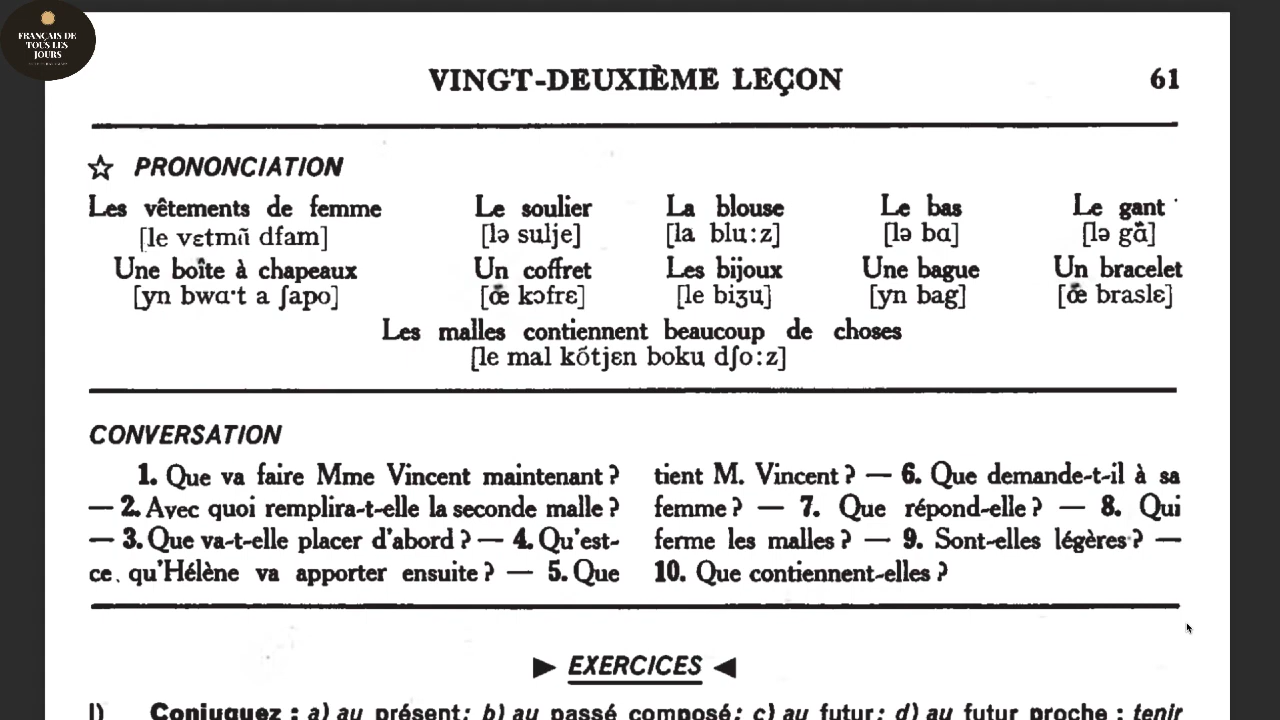 FRANÇAIS DE
TOUS LES
JOURS
VINGT-DEUXIÈME LEÇON 61
☆ PRONONCIATION
Les vêtements de femme Le soulier La blouse Le bas Le gant
[le vɛtmɑ̃ dfam] [lə sulje] [la blu:z] [lə bɑ] [lə gɑ̃]
Une boîte à chapeaux Un coffret Les bijoux Une bague Un bracelet
[yn bwɑ·t a ʃapo] [œ̃ kɔfrɛ] [le biʒu] [yn bag] [œ̃ braslɛ]
Les malles contiennent beaucoup de choses
[le mal kõtjɛn boku dʃo:z]
CONVERSATION
1. Que va faire Mme Vincent maintenant ?
— 2. Avec quoi remplira-t-elle la seconde malle ?
— 3. Que va-t-elle placer d'abord ? — 4. Qu'est-
ce qu'Hélène va apporter ensuite ? — 5. Que
tient M. Vincent ? — 6. Que demande-t-il à sa
femme ? — 7. Que répond-elle ? — 8. Qui
ferme les malles ? — 9. Sont-elles légères ? —
10. Que contiennent-elles ?
► EXERCICES ◄
I) Conjuguez : a) au présent; b) au passé composé; c) au futur; d) au futur proche : tenir